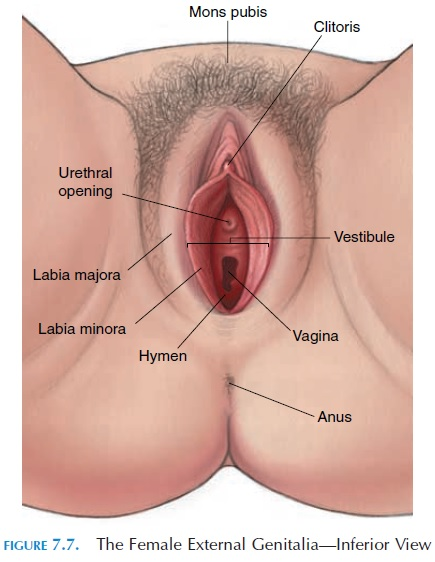 Mons pubis
Clitoris
Urethral
opening
Vestibule
Labia majora
Labia minora
Vagina
Hymen
Anus
FIGURE 7.7. The Female External Genitalia—Inferior View